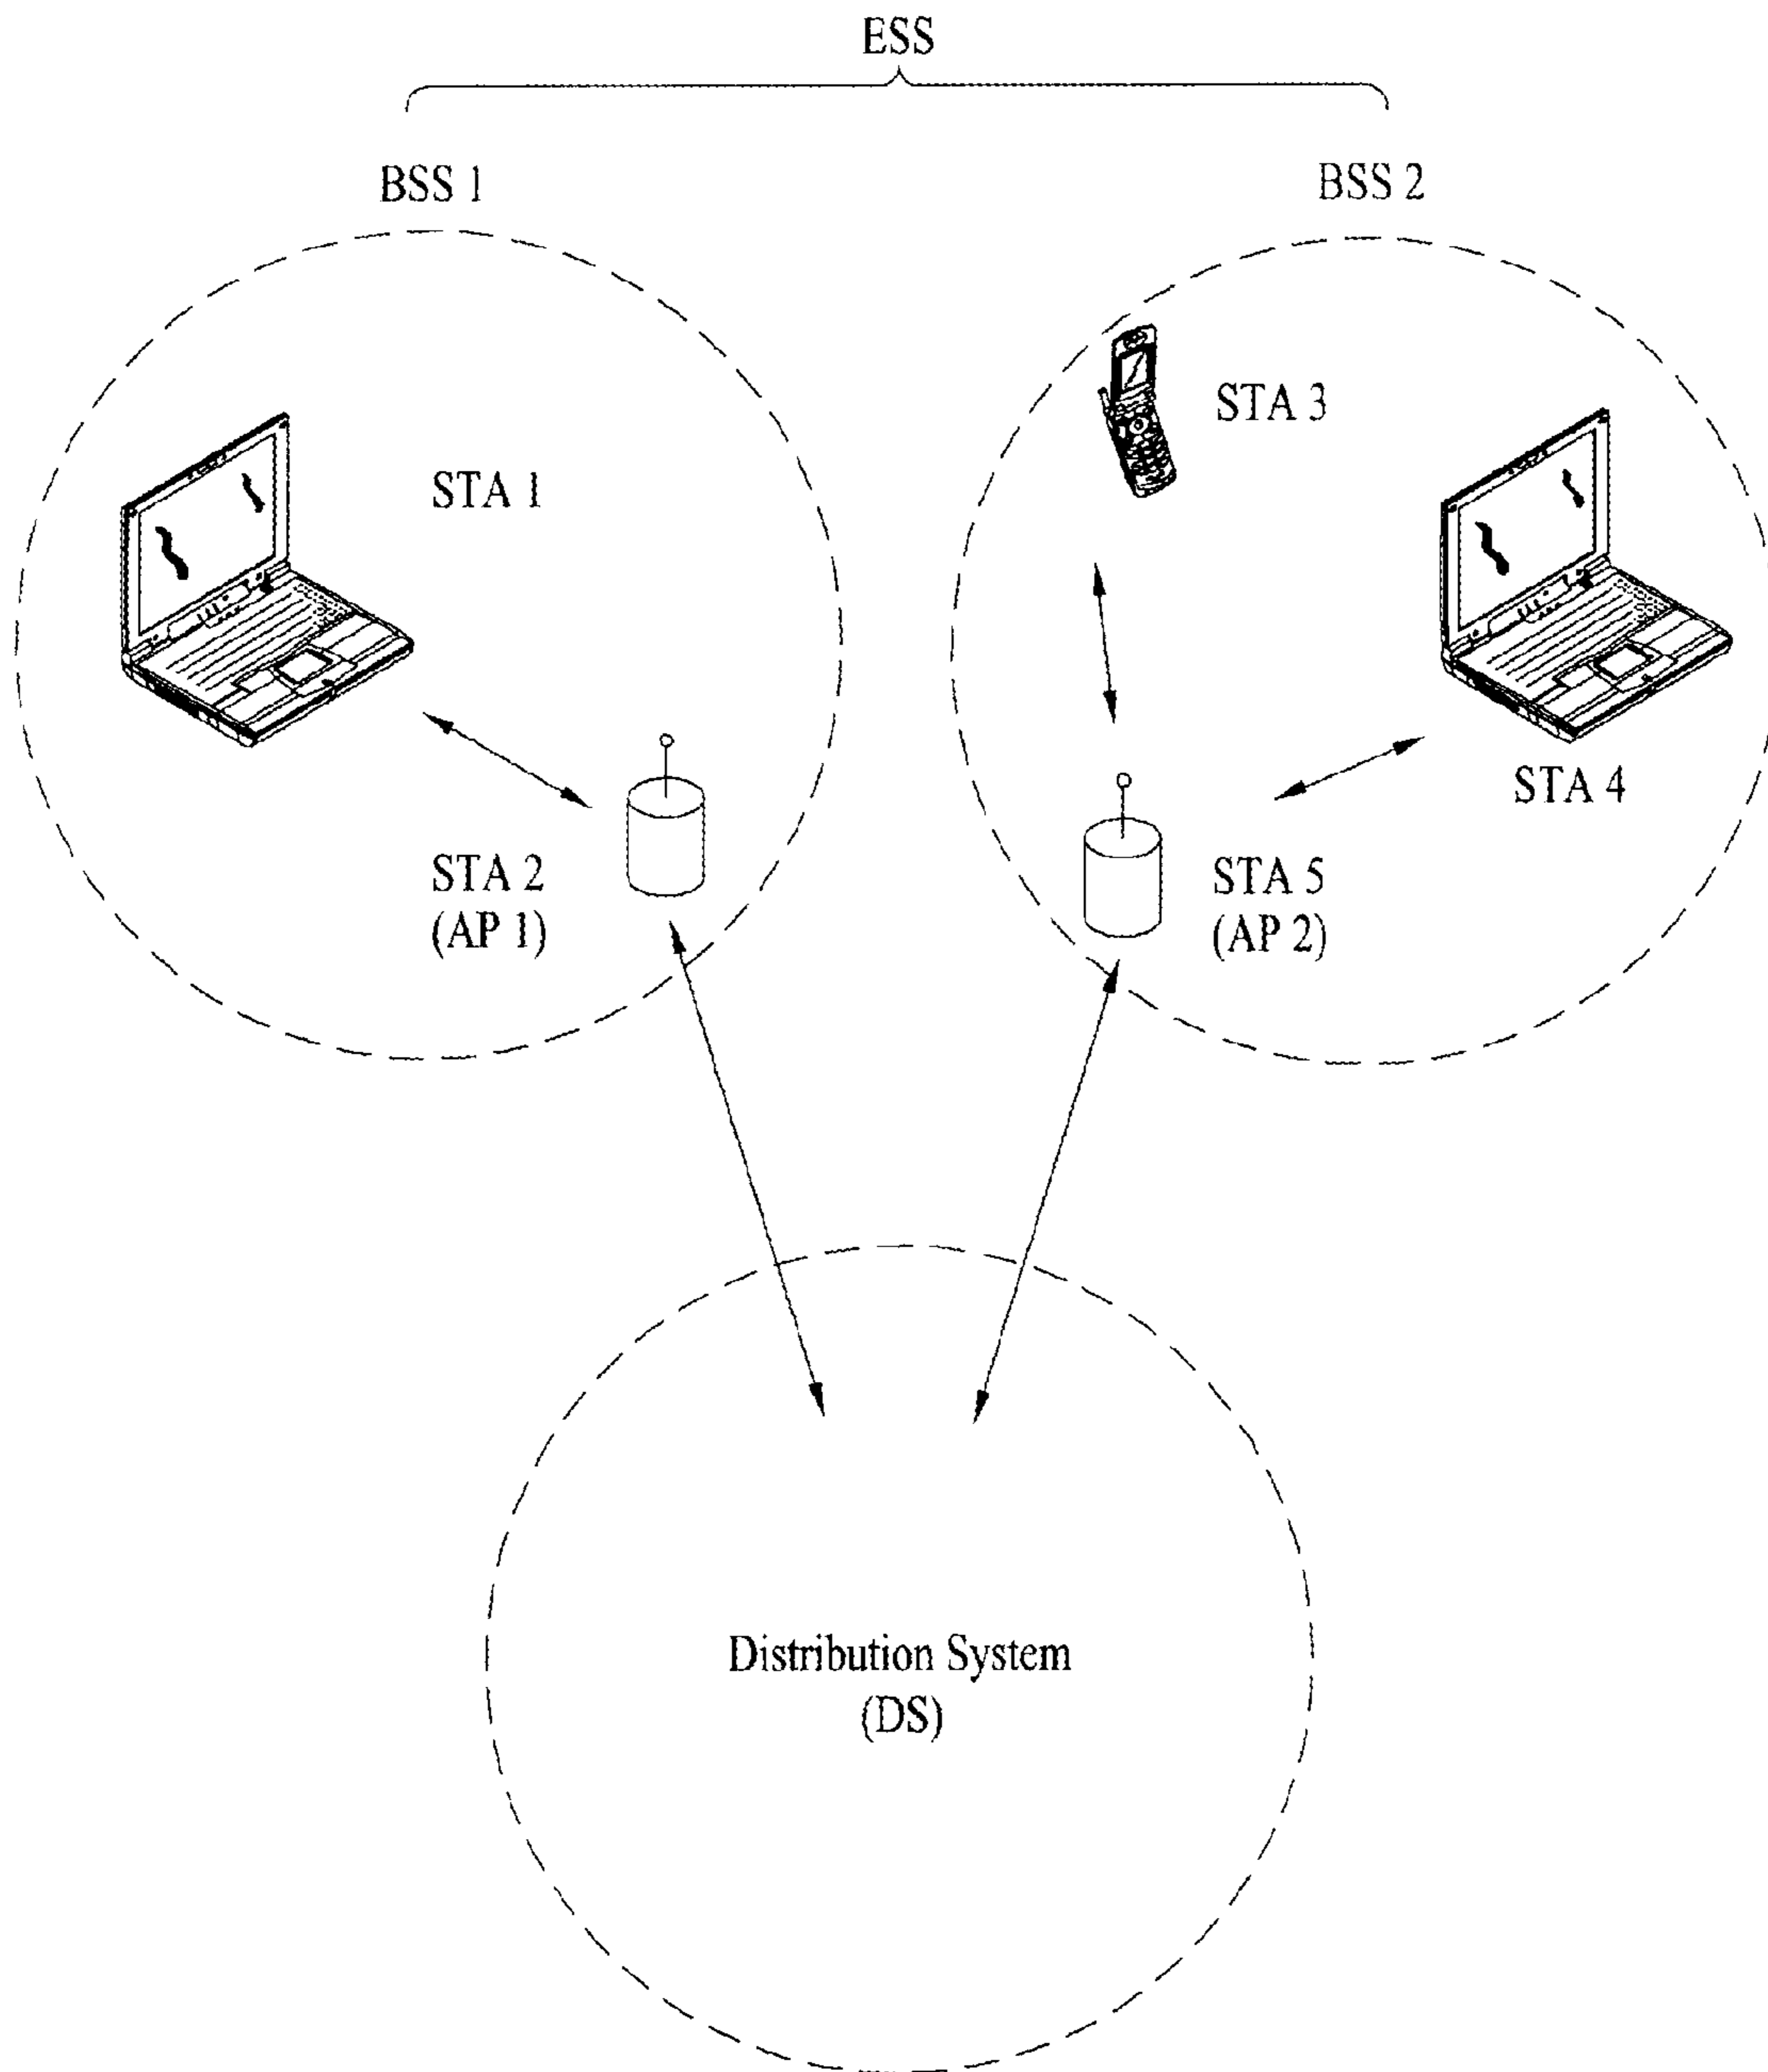 ESS
BSS 1
BSS 2
STA 3
STA 1
STA 4
STA 2
(AP 1)
STA 5
(AP 2)
Distribution System
(DS)